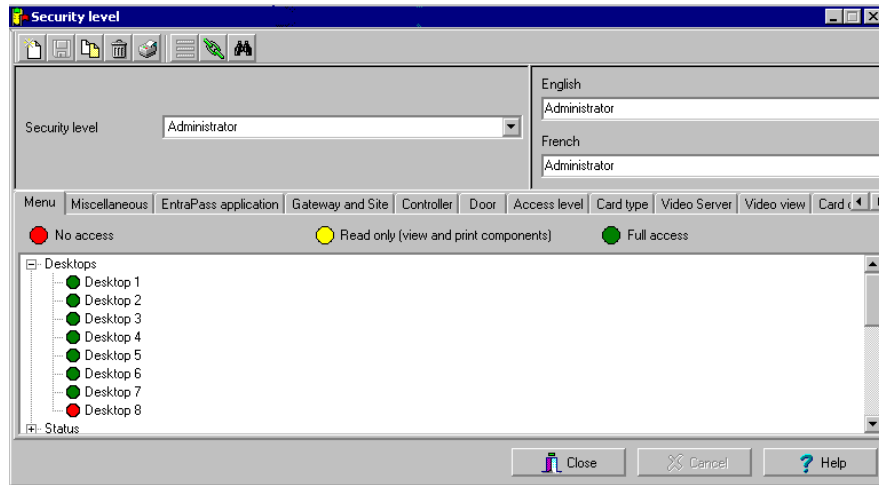 Security level
English
Administrator
Security level Administrator
French
Administrator
Menu Miscellaneous EntraPass application Gateway and Site Controller Door Access level Card type Video Server Video view Card
No access Read only (view and print components) Full access
Desktops
Desktop 1
Desktop 2
Desktop 3
Desktop 4
Desktop 5
Desktop 6
Desktop 7
Desktop 8
Status
Close Cancel Help